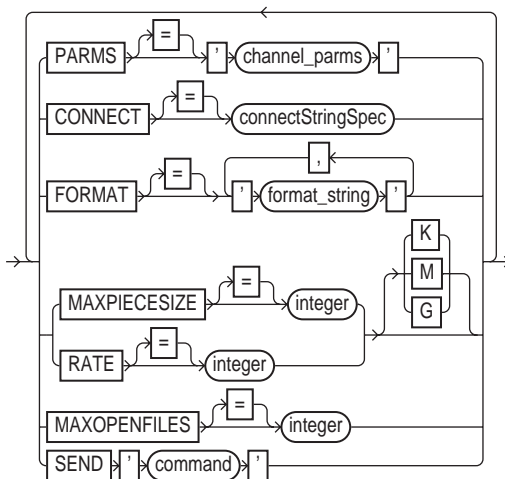 =
PARMS ' channel_parms '
=
CONNECT connectStringSpec
,
=
FORMAT ' format_string '
K
=
MAXPIECESIZE integer M
G
=
RATE integer
=
MAXOPENFILES integer
SEND ' command '